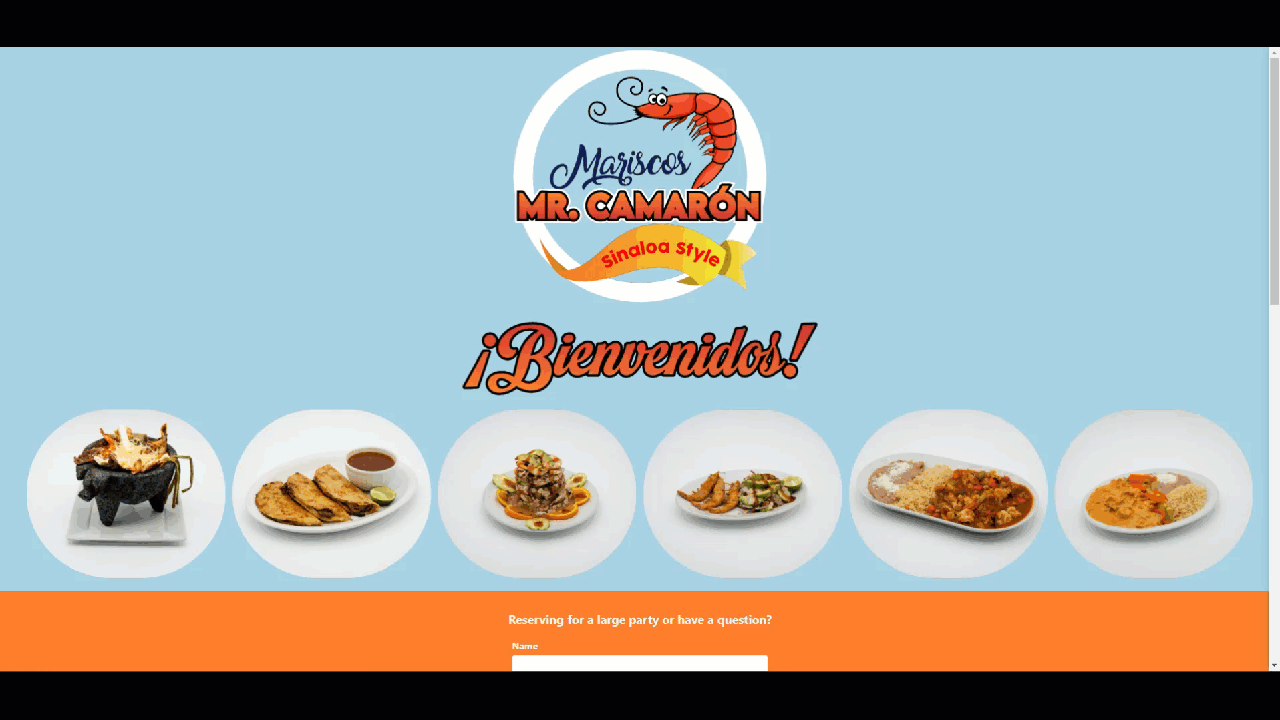 Mariscos
MR. CAMARÓN
Sinaloa Style
¡Bienvenidos!
Reserving for a large party or have a question?
Name